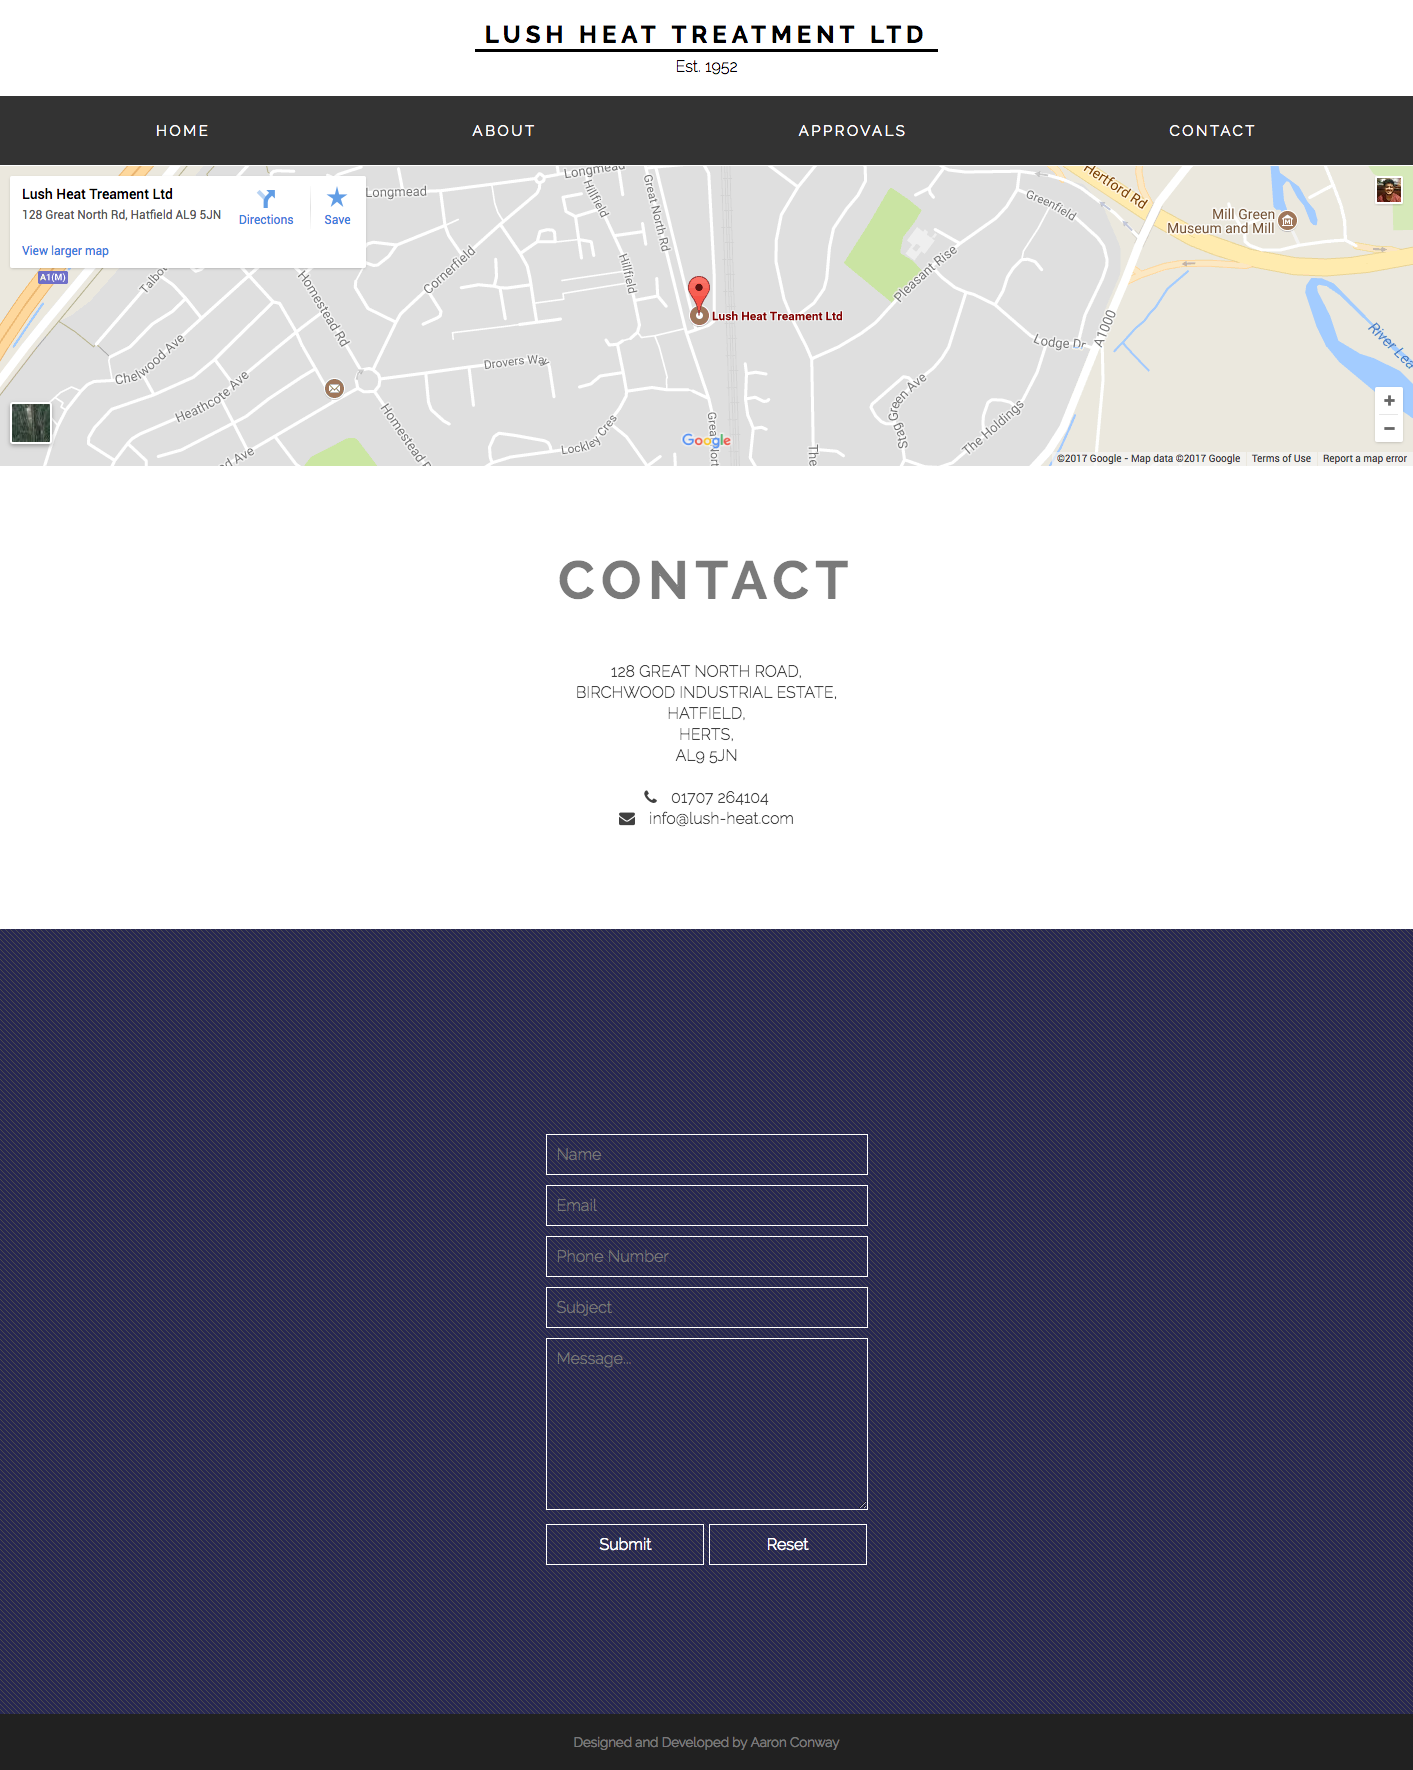 LUSH HEAT TREATMENT LTD
Est. 1952
HOME
ABOUT
APPROVALS
CONTACT
Lush Heat Treament Ltd
128 Great North Rd, Hatfield AL9 5JN
Directions
Save
View larger map
A1(M)
Longmead
Longmead
Hillfield
Great North Rd
Hertford Rd
Greenfield
Mill Green
Museum and Mill
Cornerfield
Hillfield
Pleasant Rise
Homestead Rd
Lush Heat Treament Ltd
A1000
Lodge Dr
Chelwood Ave
Drovers Way
Heathcote Ave
Homestead R
Lockley Cres
Great Nort
Google
The
Stag Green Ave
The Holdings
River Lea
©2017 Google - Map data ©2017 Google
Terms of Use
Report a map error
CONTACT
128 GREAT NORTH ROAD,
BIRCHWOOD INDUSTRIAL ESTATE,
HATFIELD,
HERTS,
AL9 5JN
01707 264104
info@lush-heat.com
Name
Email
Phone Number
Subject
Message...
Submit
Reset
Designed and Developed by Aaron Conway